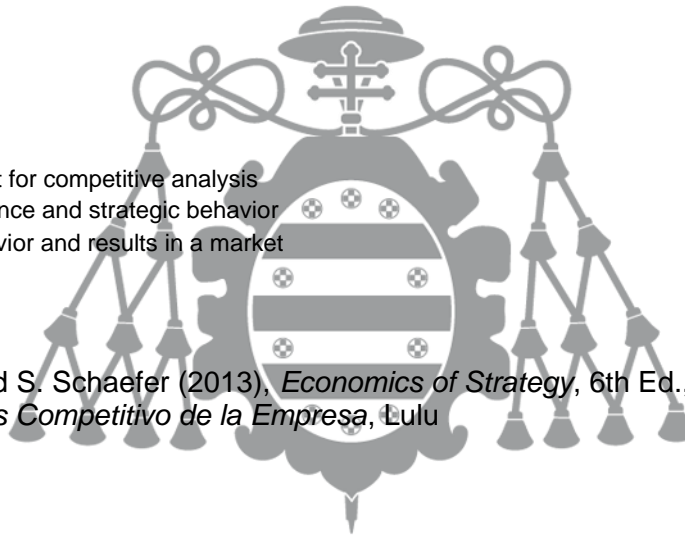 t for competitive analysis
nce and strategic behavior
vior and results in a market
d S. Schaefer (2013), Economics of Strategy, 6th Ed.,
s Competitivo de la Empresa, Lulu